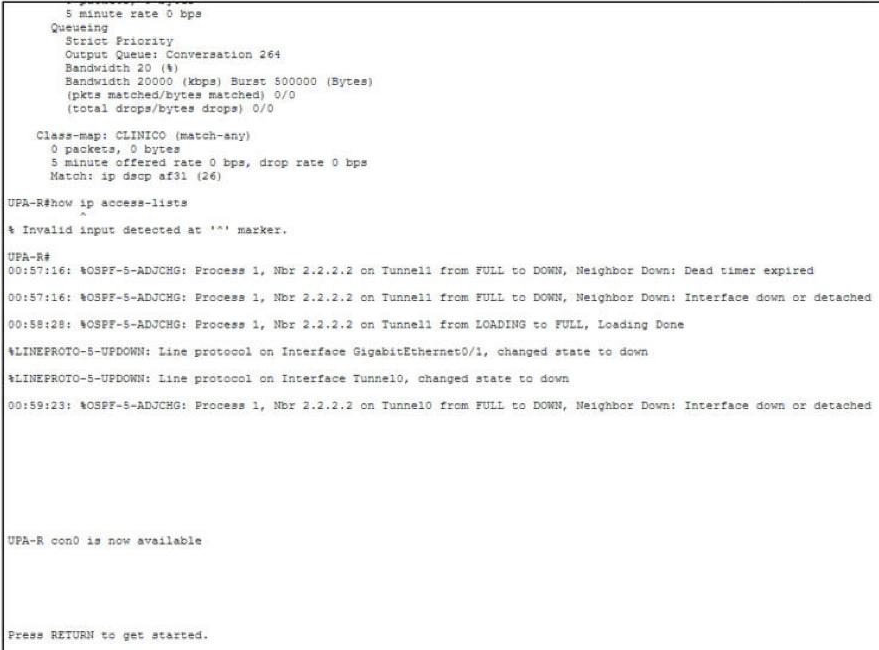 5 minute rate 0 bps
Queueing
Strict Priority
Output Queue: Conversation 264
Bandwidth 20 (%)
Bandwidth 20000 (kbps) Burst 500000 (Bytes)
(pkts matched/bytes matched) 0/0
(total drops/bytes drops) 0/0
Class-map: CLINICO (match-any)
0 packets, 0 bytes
5 minute offered rate 0 bps, drop rate 0 bps
Match: ip dscp af31 (26)
UPA-R#how ip access-lists
^
% Invalid input detected at '^' marker.
UPA-R#
00:57:16: %OSPF-5-ADJCHG: Process 1, Nbr 2.2.2.2 on Tunnel1 from FULL to DOWN, Neighbor Down: Dead timer expired
00:57:16: %OSPF-5-ADJCHG: Process 1, Nbr 2.2.2.2 on Tunnel1 from FULL to DOWN, Neighbor Down: Interface down or detached
00:58:28: %OSPF-5-ADJCHG: Process 1, Nbr 2.2.2.2 on Tunnel1 from LOADING to FULL, Loading Done
%LINEPROTO-5-UPDOWN: Line protocol on Interface GigabitEthernet0/1, changed state to down
%LINEPROTO-5-UPDOWN: Line protocol on Interface Tunnel0, changed state to down
00:59:23: %OSPF-5-ADJCHG: Process 1, Nbr 2.2.2.2 on Tunnel0 from FULL to DOWN, Neighbor Down: Interface down or detached
UPA-R con0 is now available
Press RETURN to get started.